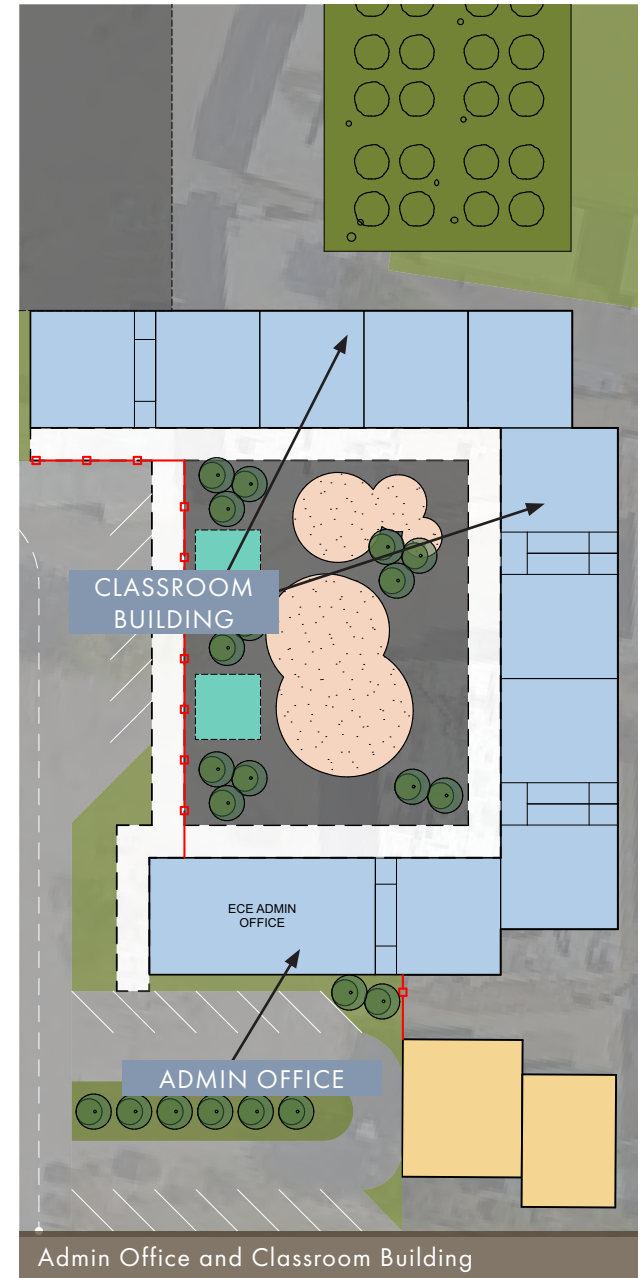 CLASSROOM
BUILDING
ECE ADMIN
OFFICE
ADMIN OFFICE
Admin Office and Classroom Building